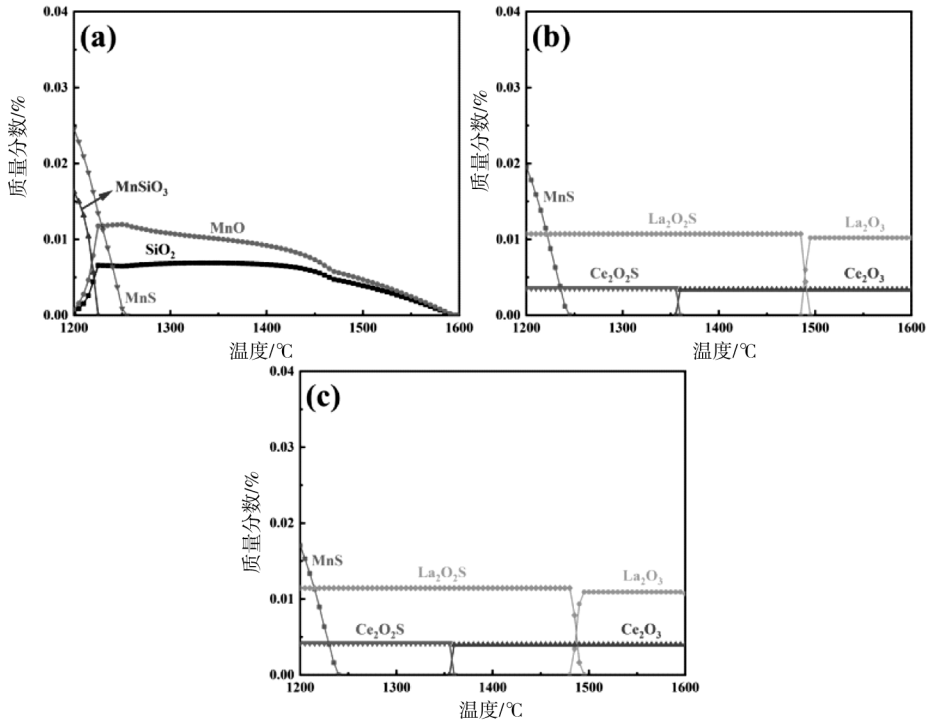 (a)
质量分数/%
0.04
0.03
0.02
0.01
0.00
MnSiO₃
MnO
SiO₂
MnS
1200
1300
1400
1500
1600
温度/℃
(b)
质量分数/%
0.04
0.03
0.02
0.01
0.00
MnS
La₂O₂S
La₂O₃
Ce₂O₂S
Ce₂O₃
1200
1300
1400
1500
1600
温度/℃
(c)
质量分数/%
0.04
0.03
0.02
0.01
0.00
MnS
La₂O₂S
La₂O₃
Ce₂O₂S
Ce₂O₃
1200
1300
1400
1500
1600
温度/℃